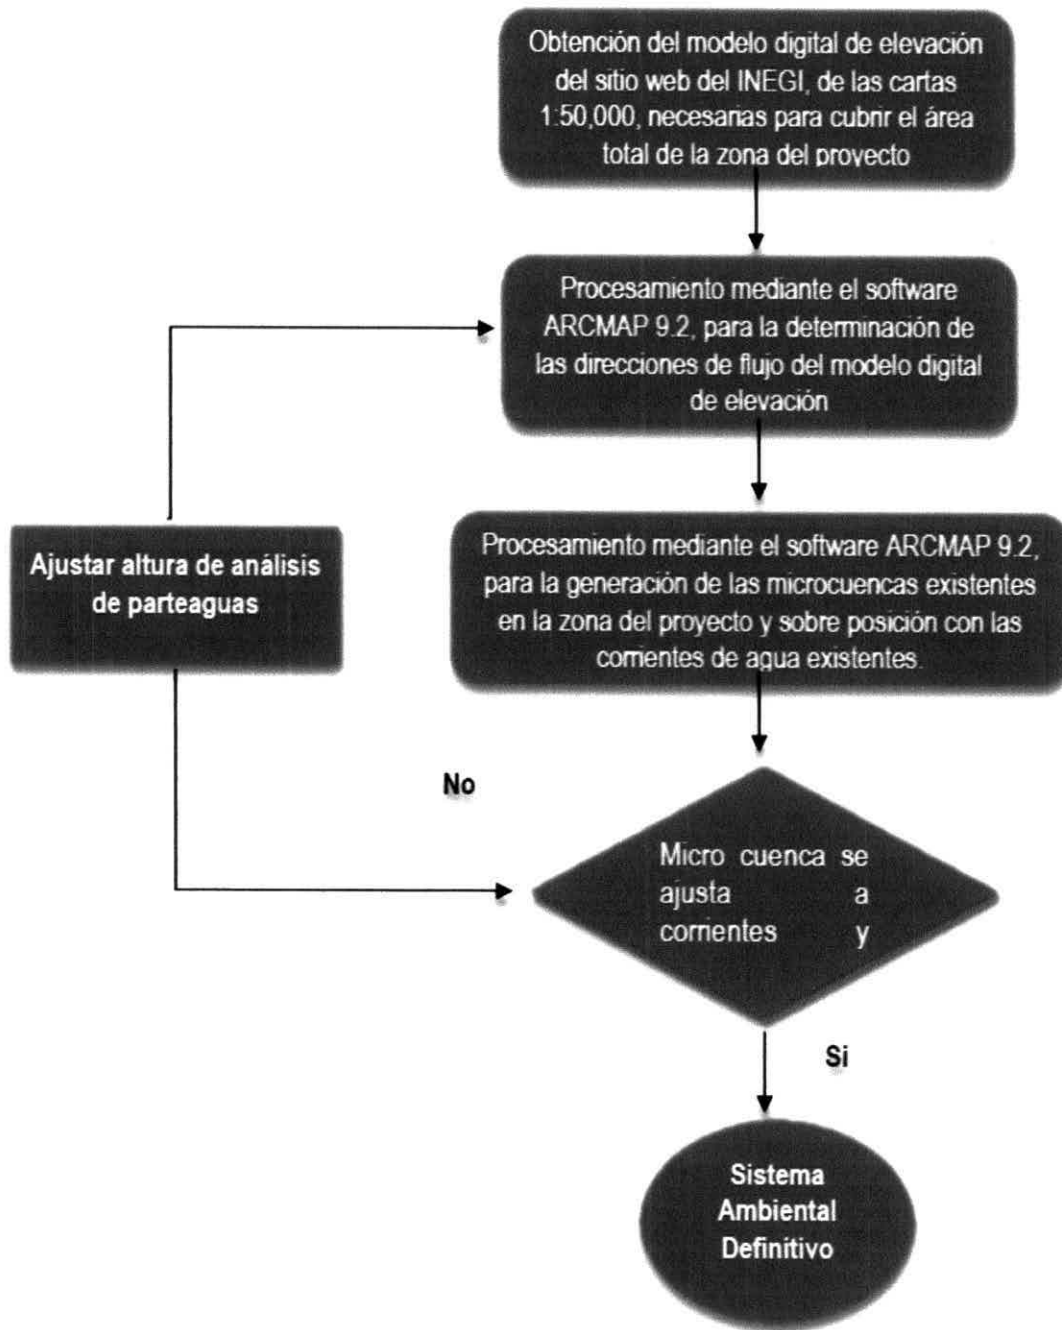 Obtención del modelo digital de elevación
del sitio web del INEGI, de las cartas
1:50,000, necesarias para cubrir el área
total de la zona del proyecto
Procesamiento mediante el software
ARCMAP 9.2, para la determinación de
las direcciones de flujo del modelo digital
de elevación
Ajustar altura de análisis
de parteaguas
Procesamiento mediante el software ARCMAP 9.2,
para la generación de las microcuencas existentes
en la zona del proyecto y sobre posición con las
corrientes de agua existentes.
No
Micro cuenca se
ajusta a
corrientes y
Si
Sistema
Ambiental
Definitivo